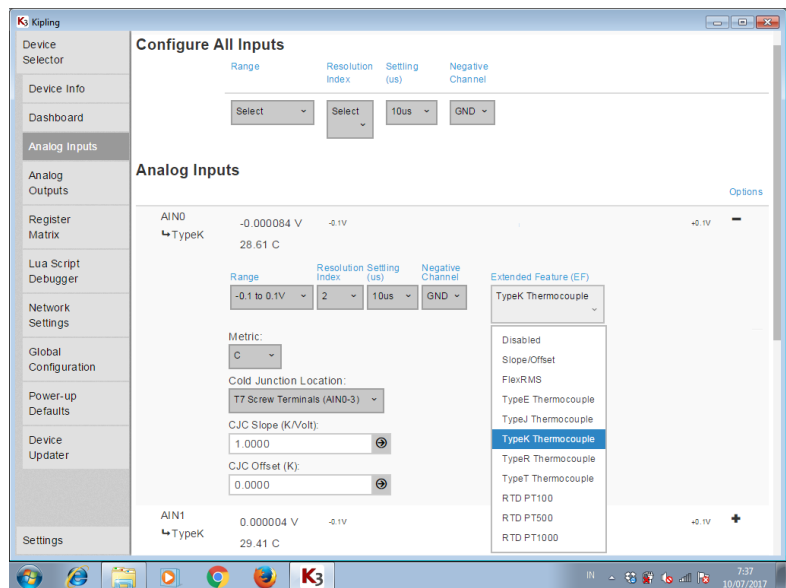 K3 Kipling
Device
Selector
Device Info
Dashboard
Analog Inputs
Analog
Outputs
Register
Matrix
Lua Script
Debugger
Network
Settings
Global
Configuration
Power-up
Defaults
Device
Updater
Settings
Configure All Inputs
Range
Resolution
Index
Settling
(us)
Negative
Channel
Select
Select
10us
GND
Analog Inputs
Options
AIN0
↳TypeK
-0.000084 V
28.61 C
-0.1V
+0.1V
Range
Resolution
Index
Settling
(us)
Negative
Channel
Extended Feature (EF)
-0.1 to 0.1V
2
10us
GND
TypeK Thermocouple
Metric:
C
Cold Junction Location:
T7 Screw Terminals (AIN0-3)
CJC Slope (K/Volt):
1.0000
CJC Offset (K):
0.0000
Disabled
Slope/Offset
FlexRMS
TypeE Thermocouple
TypeJ Thermocouple
TypeK Thermocouple
TypeR Thermocouple
TypeT Thermocouple
RTD PT100
RTD PT500
RTD PT1000
AIN1
↳TypeK
0.000004 V
29.41 C
-0.1V
+0.1V
K3
IN
7:37
10/07/2017